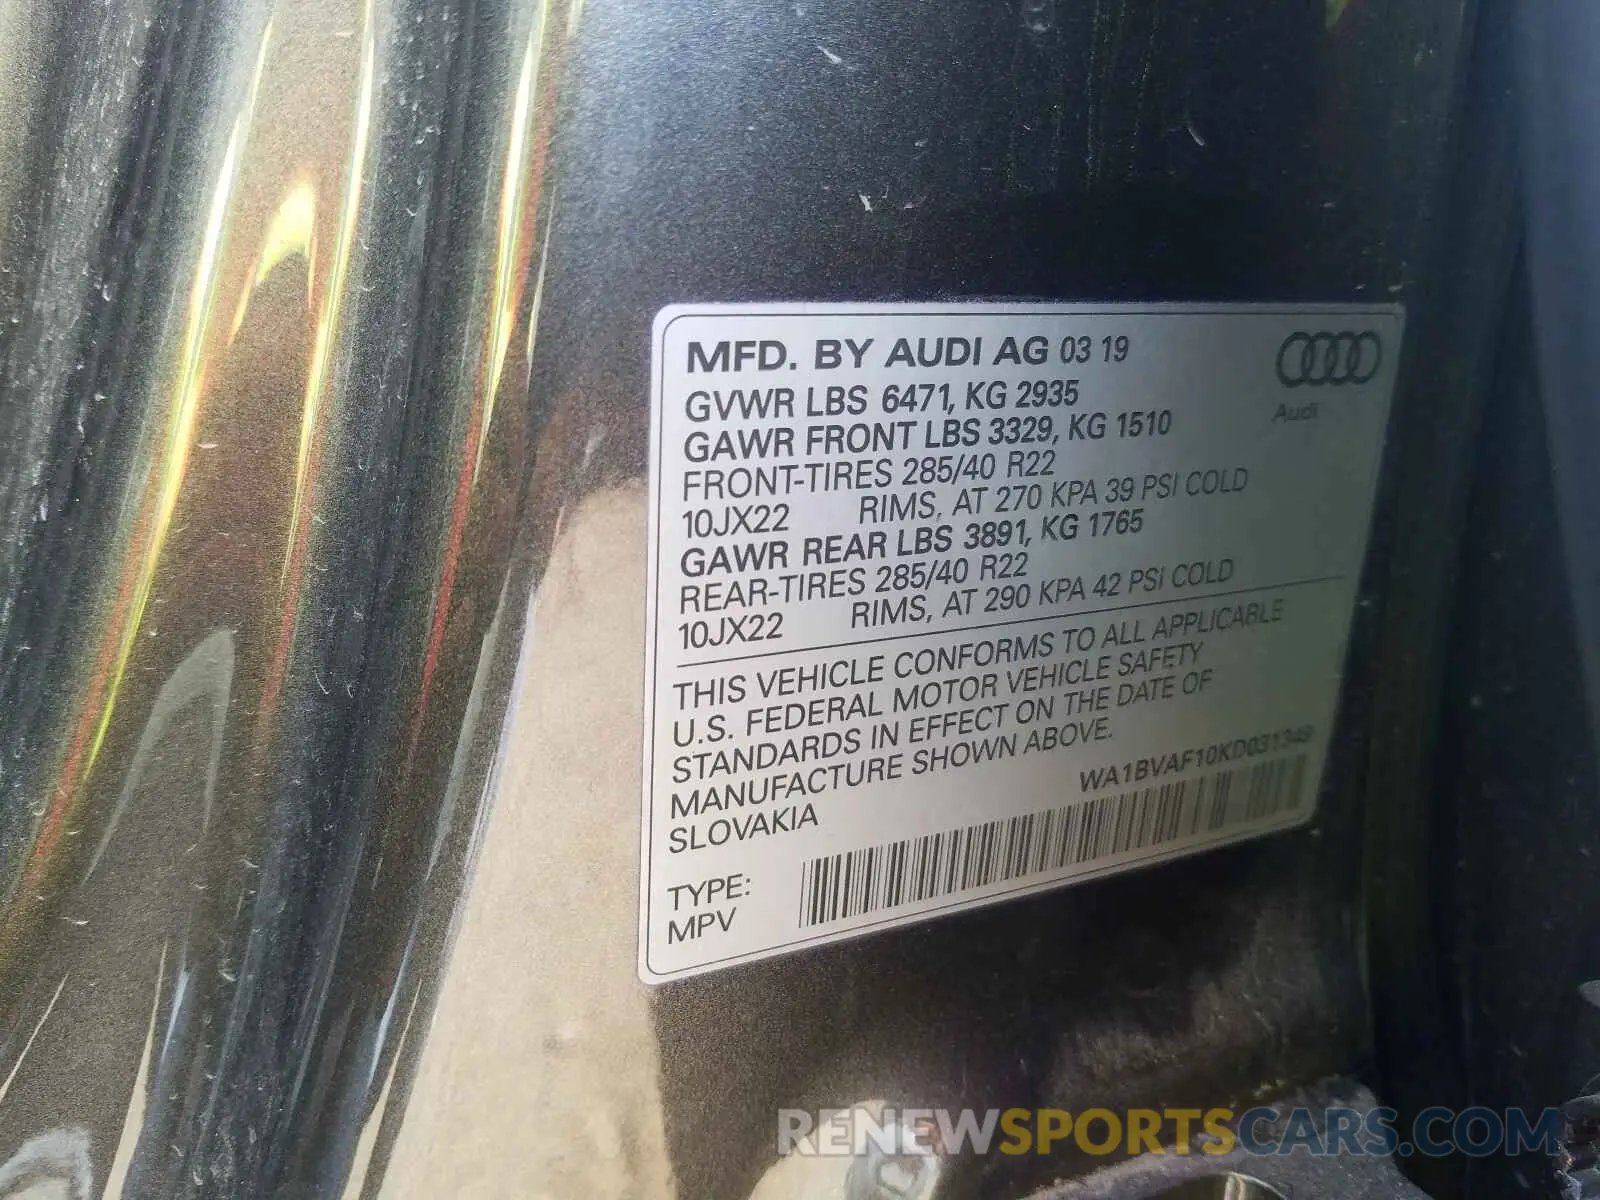 MFD. BY AUDI AG 03 19
GVWR LBS 6471, KG 2935
Audi
GAWR FRONT LBS 3329, KG 1510
FRONT-TIRES 285/40 R22
10JX22 RIMS, AT 270 KPA 39 PSI COLD
GAWR REAR LBS 3891, KG 1765
REAR-TIRES 285/40 R22
10JX22 RIMS, AT 290 KPA 42 PSI COLD
THIS VEHICLE CONFORMS TO ALL APPLICABLE
U.S. FEDERAL MOTOR VEHICLE SAFETY
STANDARDS IN EFFECT ON THE DATE OF
MANUFACTURE SHOWN ABOVE.
SLOVAKIA WA1BVAF10KD031349
TYPE:
MPV
RENEWSPORTSCARS.COM